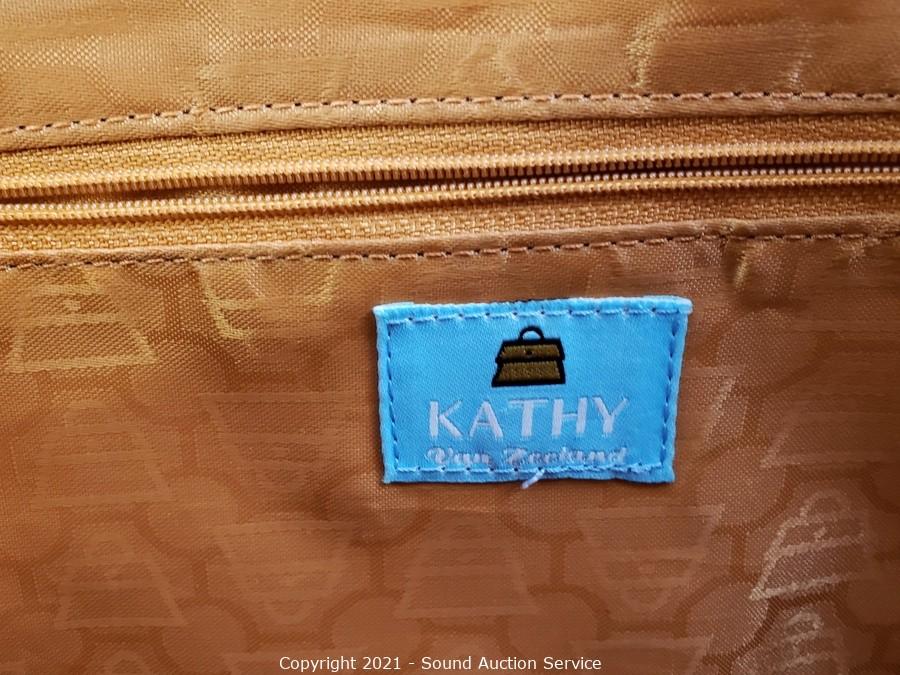 KATHY
Van Zeeland
Copyright 2021 - Sound Auction Service